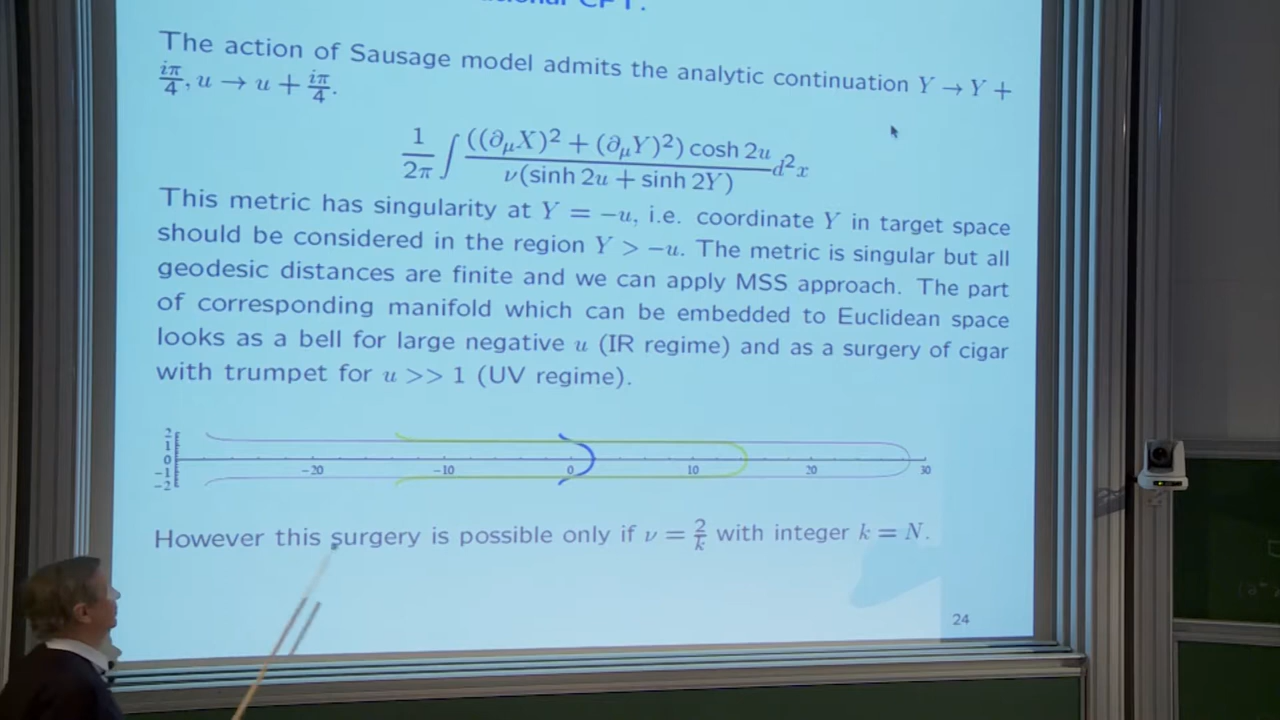 CFT.
The action of Sausage model admits the analytic continuation Y → Y +
iπ/4, u → u + iπ/4.
1/2π ∫ ((∂μX)² + (∂μY)²) cosh 2u / ν(sinh 2u + sinh 2Y) d²x
This metric has singularity at Y = −u, i.e. coordinate Y in target space
should be considered in the region Y > −u. The metric is singular but all
geodesic distances are finite and we can apply MSS approach. The part
of corresponding manifold which can be embedded to Euclidean space
looks as a bell for large negative u (IR regime) and as a surgery of cigar
with trumpet for u >> 1 (UV regime).
2
1
0
-1
-2
-20 -10 0 10 20 30
However this surgery is possible only if ν = 2/k with integer k = N.
24